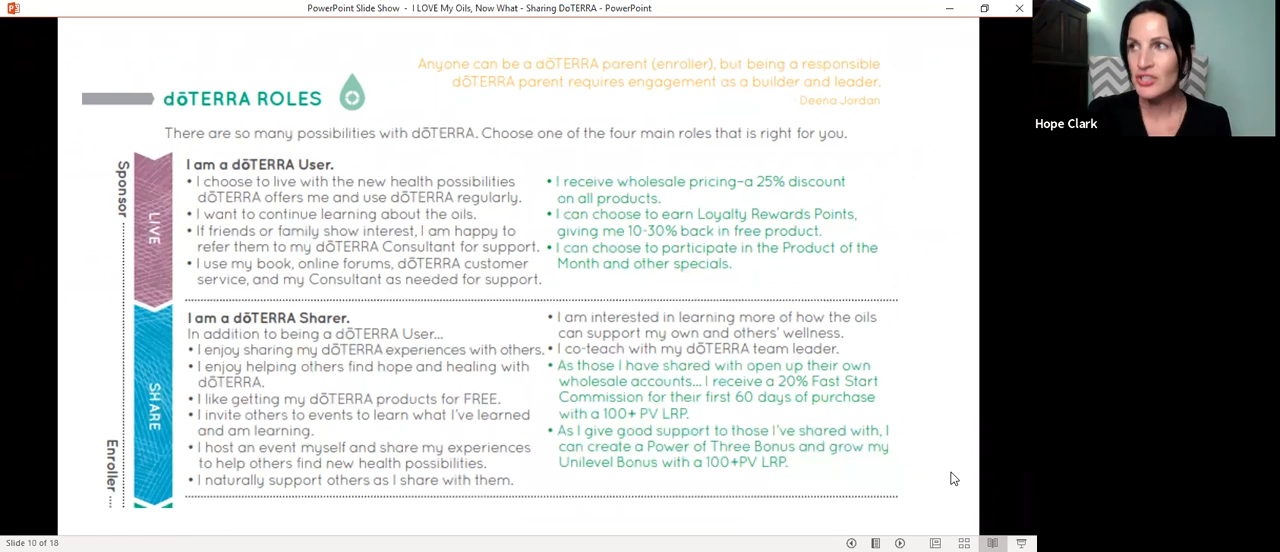 PowerPoint Slide Show - I LOVE My Oils, Now What - Sharing DoTERRA - PowerPoint
Anyone can be a dōTERRA parent (enroller), but being a responsible
dōTERRA parent requires engagement as a builder and leader.
- Deena Jordan
dōTERRA ROLES
There are so many possibilities with dōTERRA. Choose one of the four main roles that is right for you.
Sponsor
LIVE
I am a dōTERRA User.
• I choose to live with the new health possibilities
dōTERRA offers me and use dōTERRA regularly.
• I want to continue learning about the oils.
• If friends or family show interest, I am happy to
refer them to my dōTERRA Consultant for support.
• I use my book, online forums, dōTERRA customer
service, and my Consultant as needed for support.
• I receive wholesale pricing–a 25% discount
on all products.
• I can choose to earn Loyalty Rewards Points,
giving me 10-30% back in free product.
• I can choose to participate in the Product of the
Month and other specials.
Enroller
SHARE
I am a dōTERRA Sharer.
In addition to being a dōTERRA User...
• I enjoy sharing my dōTERRA experiences with others.
• I enjoy helping others find hope and healing with
dōTERRA.
• I like getting my dōTERRA products for FREE.
• I invite others to events to learn what I've learned
and am learning.
• I host an event myself and share my experiences
to help others find new health possibilities.
• I naturally support others as I share with them.
• I am interested in learning more of how the oils
can support my own and others' wellness.
• I co-teach with my dōTERRA team leader.
• As those I have shared with open up their own
wholesale accounts... I receive a 20% Fast Start
Commission for their first 60 days of purchase
with a 100+ PV LRP.
• As I give good support to those I've shared with, I
can create a Power of Three Bonus and grow my
Unilevel Bonus with a 100+PV LRP.
Hope Clark
Slide 10 of 18